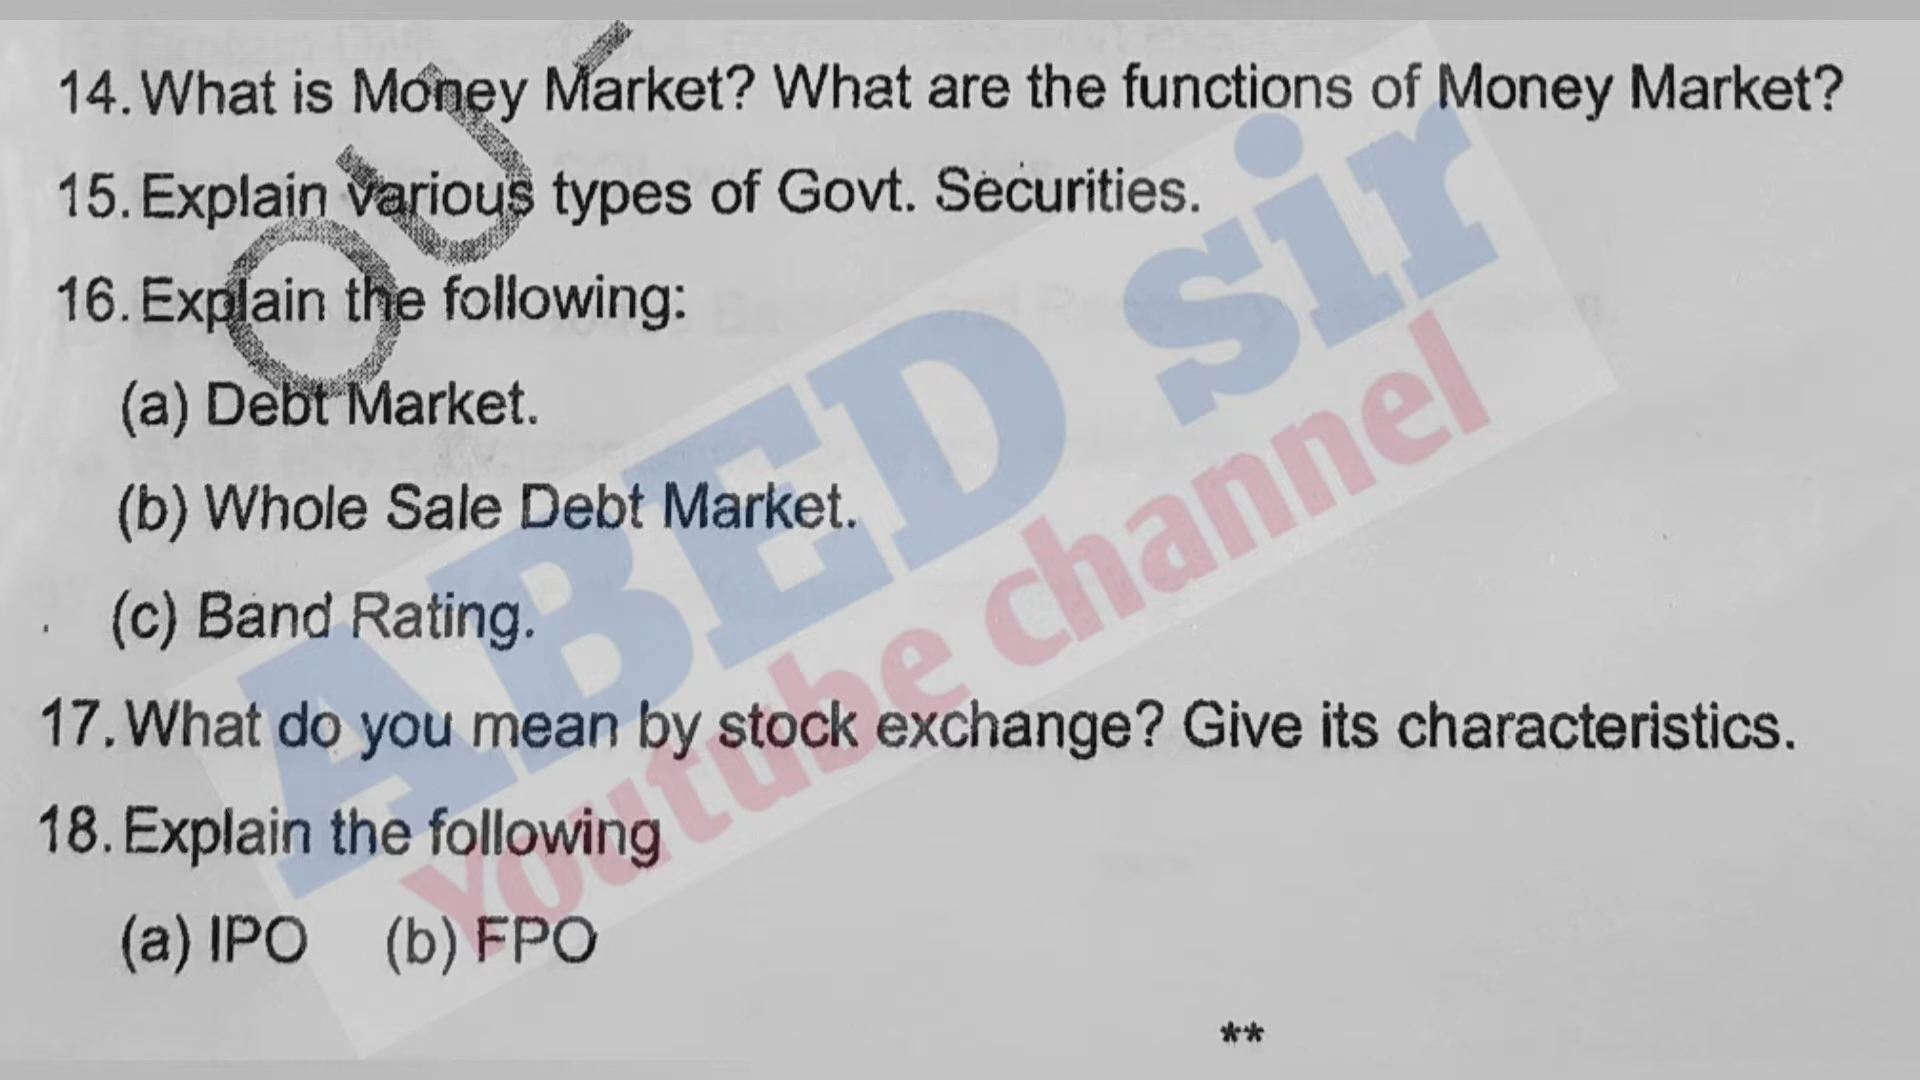 14. What is Money Market? What are the functions of Money Market?
15. Explain various types of Govt. Securities.
16. Explain the following:
(a) Debt Market.
(b) Whole Sale Debt Market.
(c) Band Rating.
17. What do you mean by stock exchange? Give its characteristics.
18. Explain the following
(a) IPO (b) FPO
**
OU
ABED sir
Youtube channel